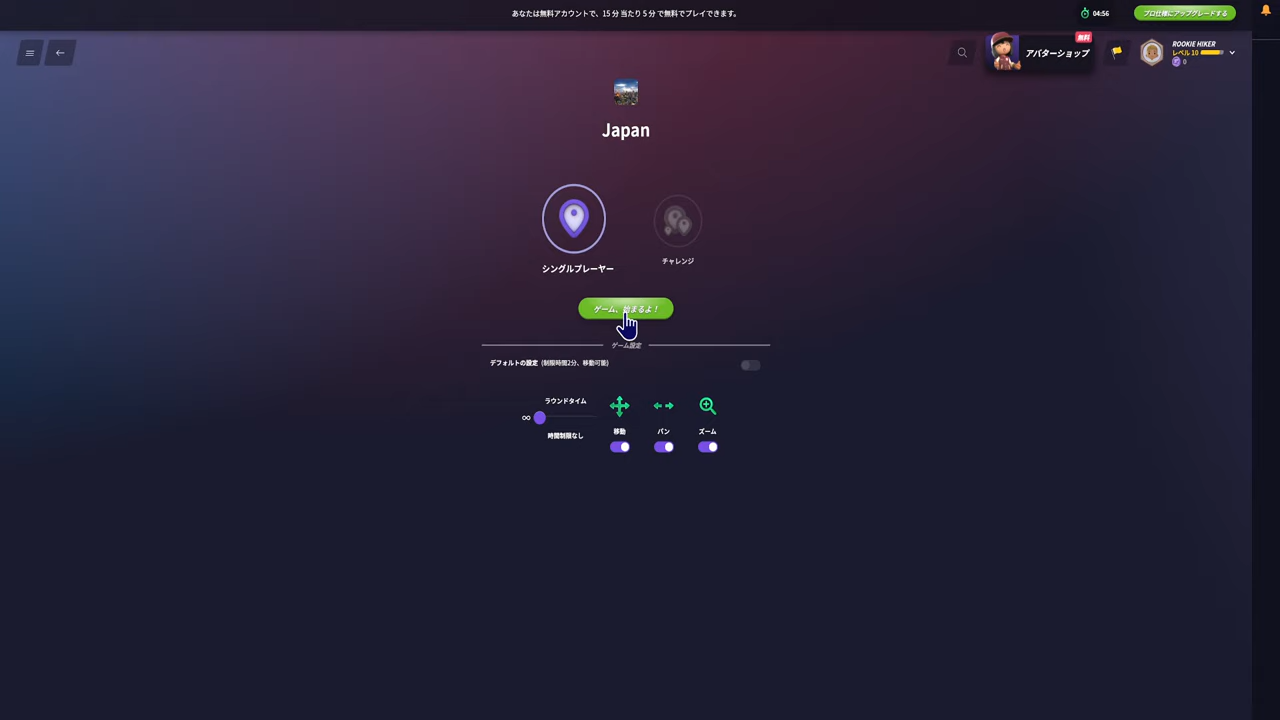 あなたは無料アカウントで、15 分 当たり 5 分 で無料でプレイできます。
04:56
プロ仕様にアップグレードする
無料
アバターショップ
ROOKIE HIKER
レベル 10
0
Japan
シングルプレーヤー
チャレンジ
ゲーム、始まるよ！
ゲーム設定
デフォルトの設定 (制限時間2分、移動可能)
ラウンドタイム
∞
時間制限なし
移動
パン
ズーム